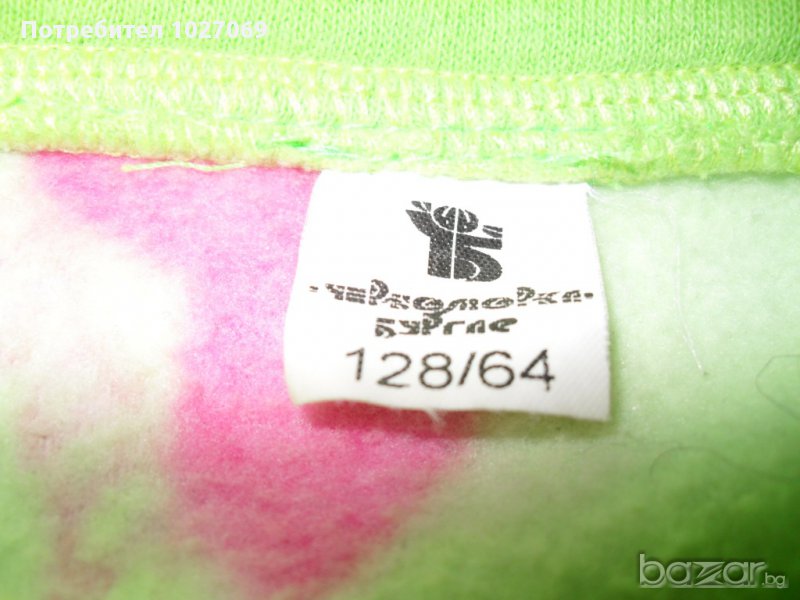 Потребител 1027069
"Черноморка"
Бургас
128/64
bazar.bg